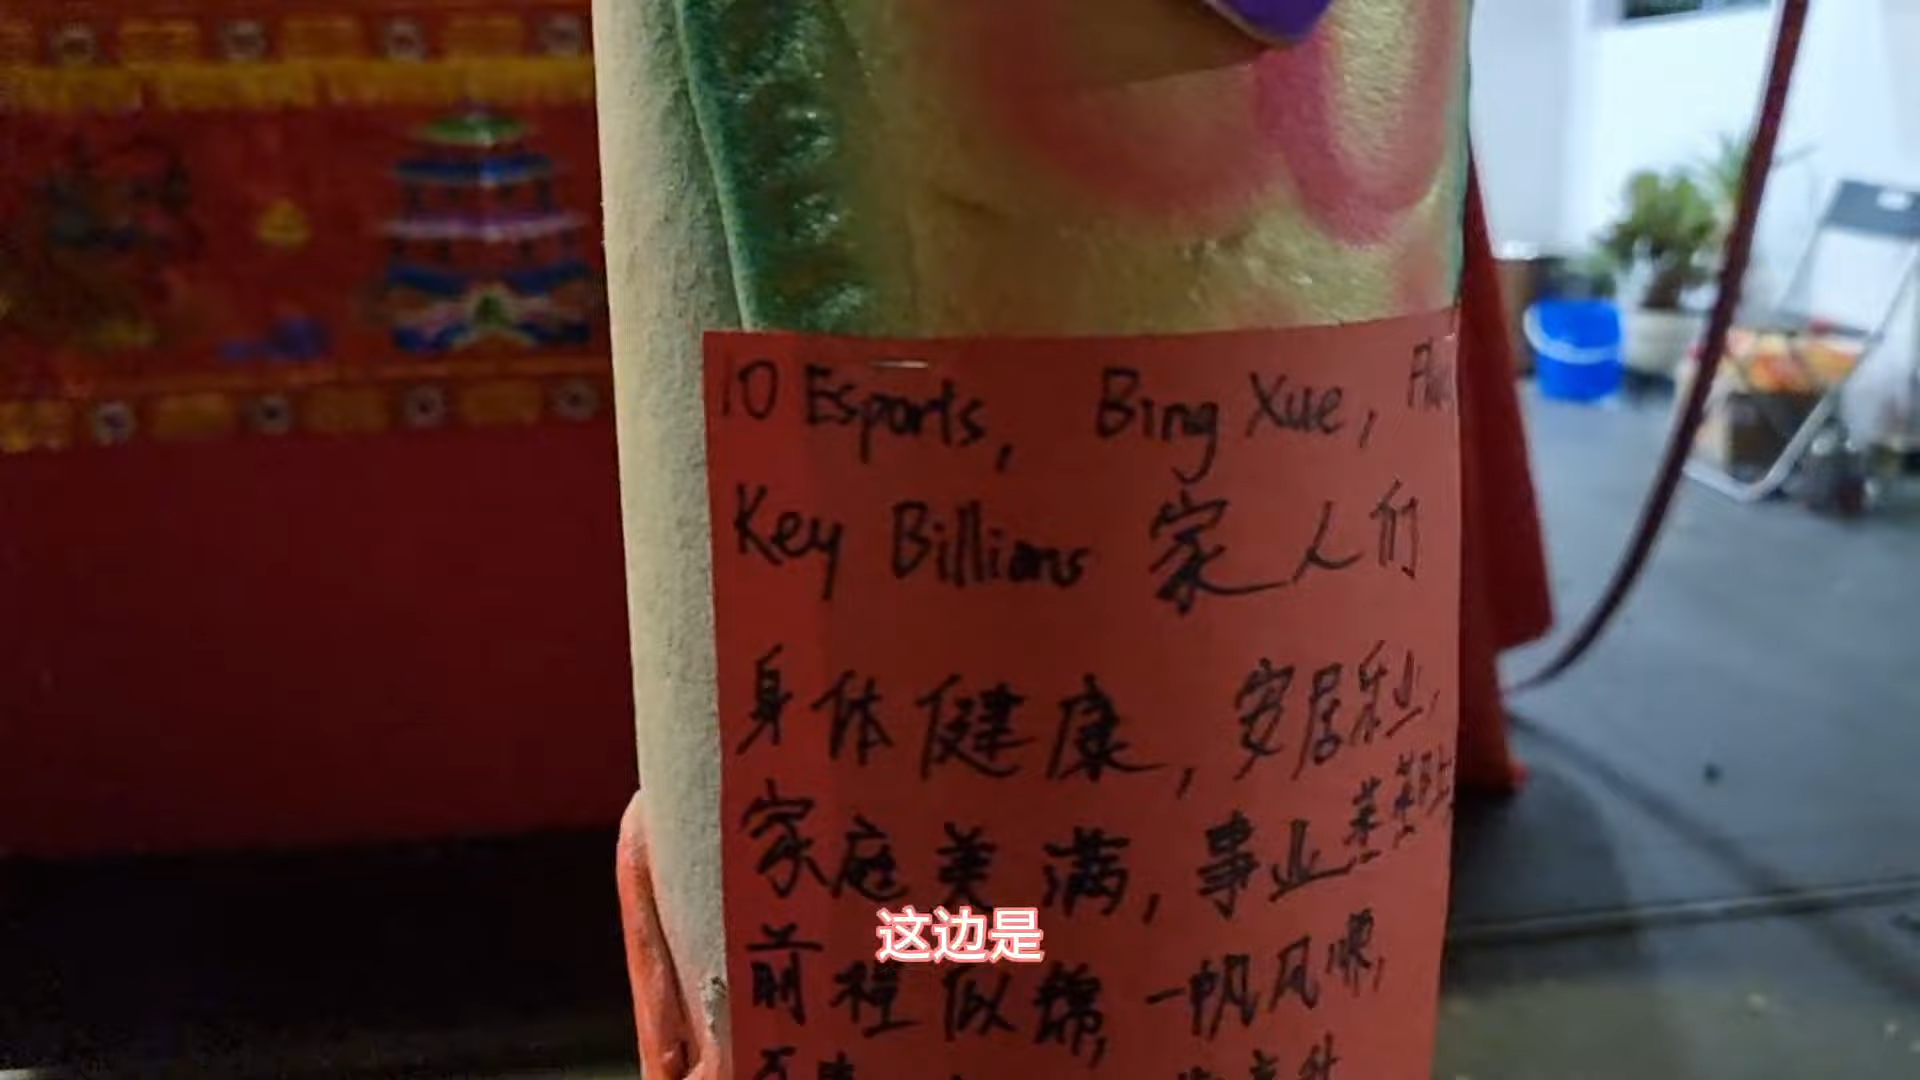 10 Esports, Bing Xue,
Key Billions 家人们
身体健康, 安居乐业,
家庭美满, 事业蒸蒸日上
前程似锦, 一帆风顺,
这边是